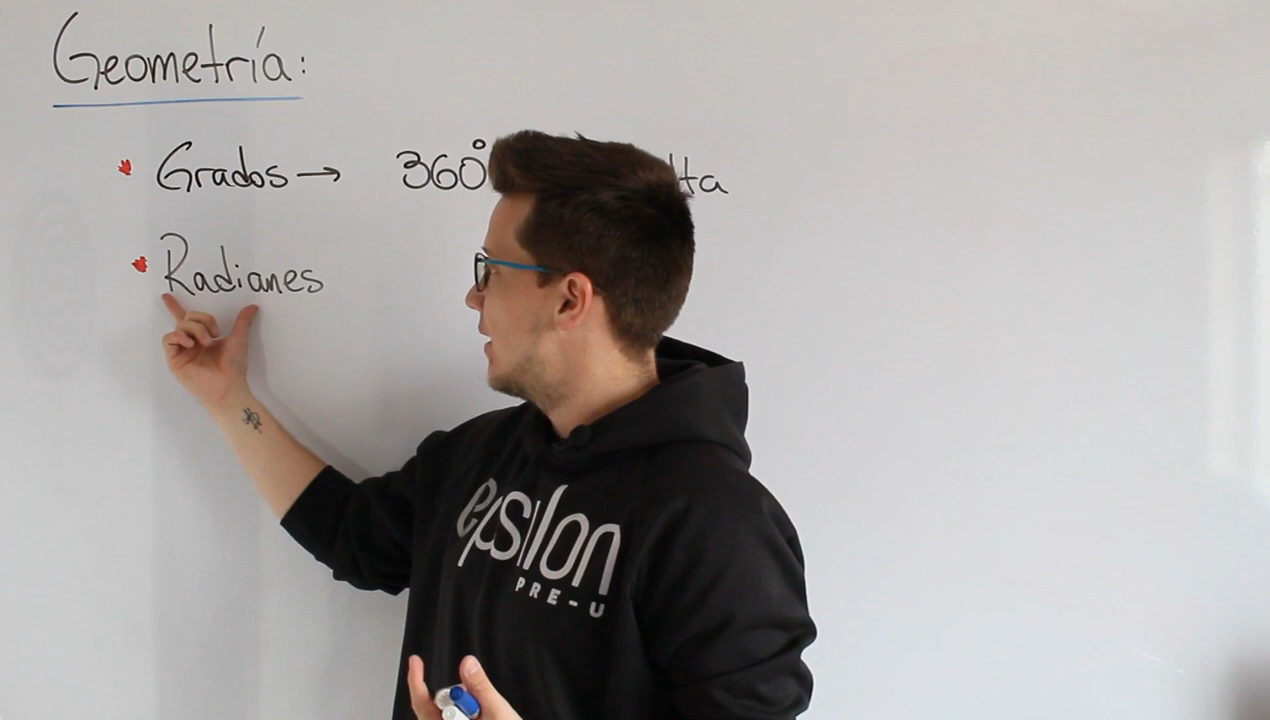 Geometría:
• Grados → 360°
• Radianes
epsilon
PRE-U